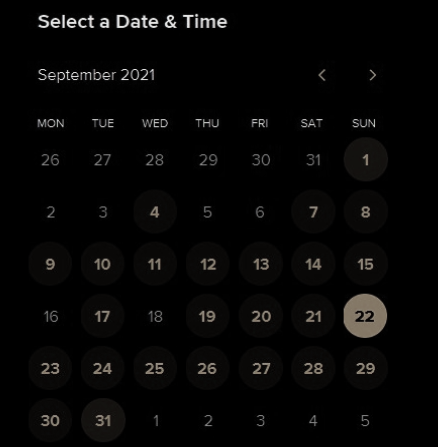 Select a Date & Time
September 2021
MON TUE WED THU FRI SAT SUN
26 27 28 29 30 31 1
2 3 4 5 6 7 8
9 10 11 12 13 14 15
16 17 18 19 20 21 22
23 24 25 26 27 28 29
30 31 1 2 3 4 5